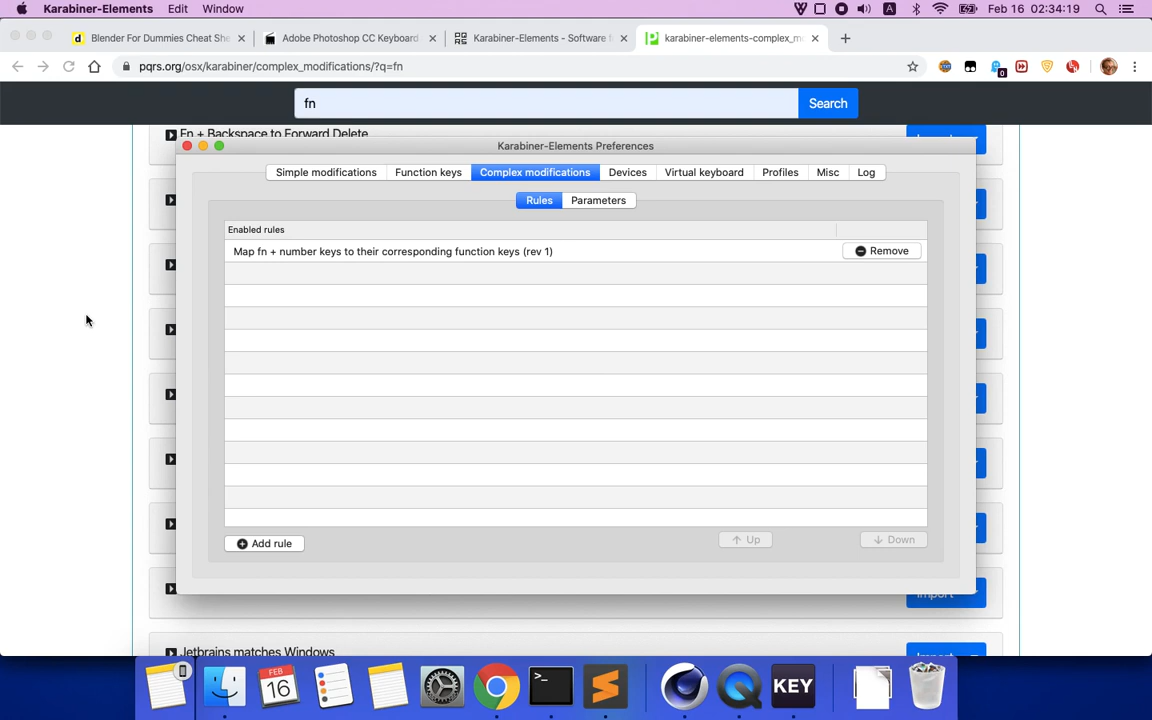 Karabiner-Elements Edit Window
A Feb 16 02:34:19
Blender For Dummies Cheat She
Adobe Photoshop CC Keyboard
Karabiner-Elements - Software f
karabiner-elements-complex_m
pqrs.org/osx/karabiner/complex_modifications/?q=fn
0
fn
Search
Fn + Backspace to Forward Delete
Import
Karabiner-Elements Preferences
Simple modifications Function keys Complex modifications Devices Virtual keyboard Profiles Misc Log
Rules Parameters
Enabled rules
Map fn + number keys to their corresponding function keys (rev 1)
Remove
Add rule
Up
Down
Import
Jetbrains matches Windows
Import
FEB
16
>_
KEY